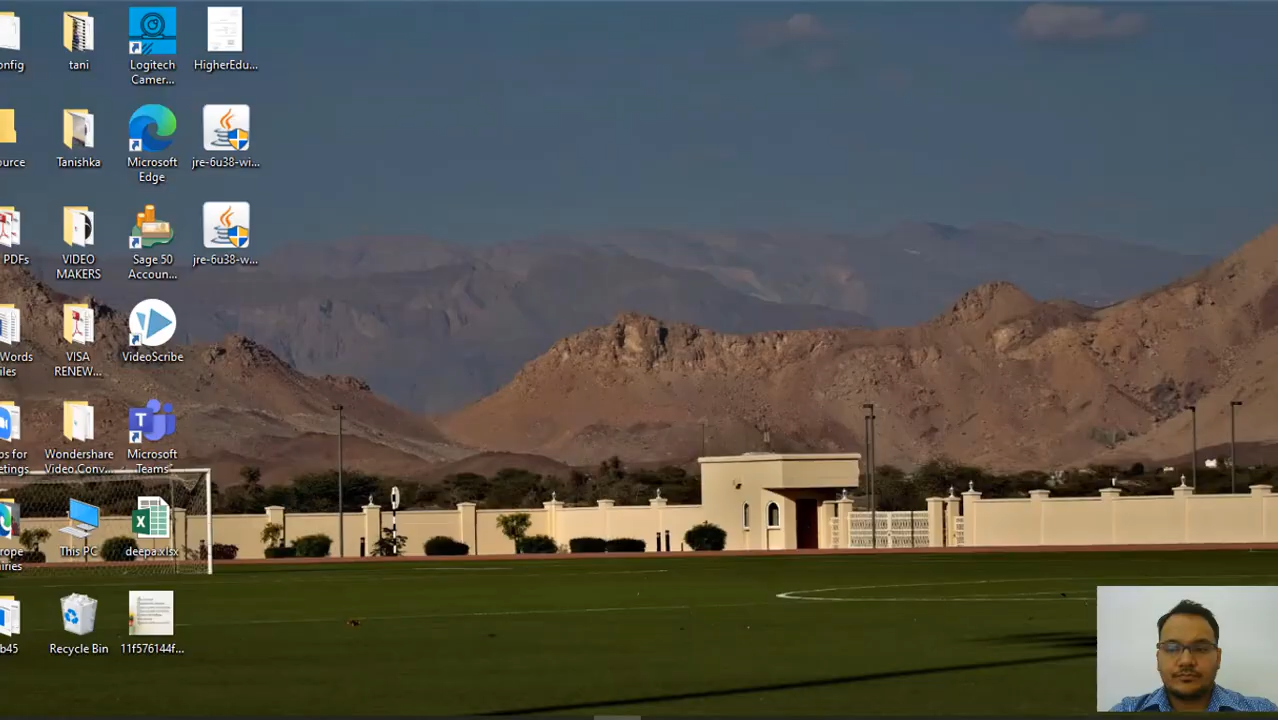 onfig
tani
Logitech
Camer...
HigherEdu...
ource
Tanishka
Microsoft
Edge
jre-6u38-wi...
PDFs
VIDEO
MAKERS
Sage 50
Accoun...
jre-6u38-w...
Words
iles
VISA
RENEW...
VideoScribe
os for
etings
Wondershare
Video Conv...
Microsoft
Teams
rope
iries
This PC
deepa.xlsx
b45
Recycle Bin
11f576144f...